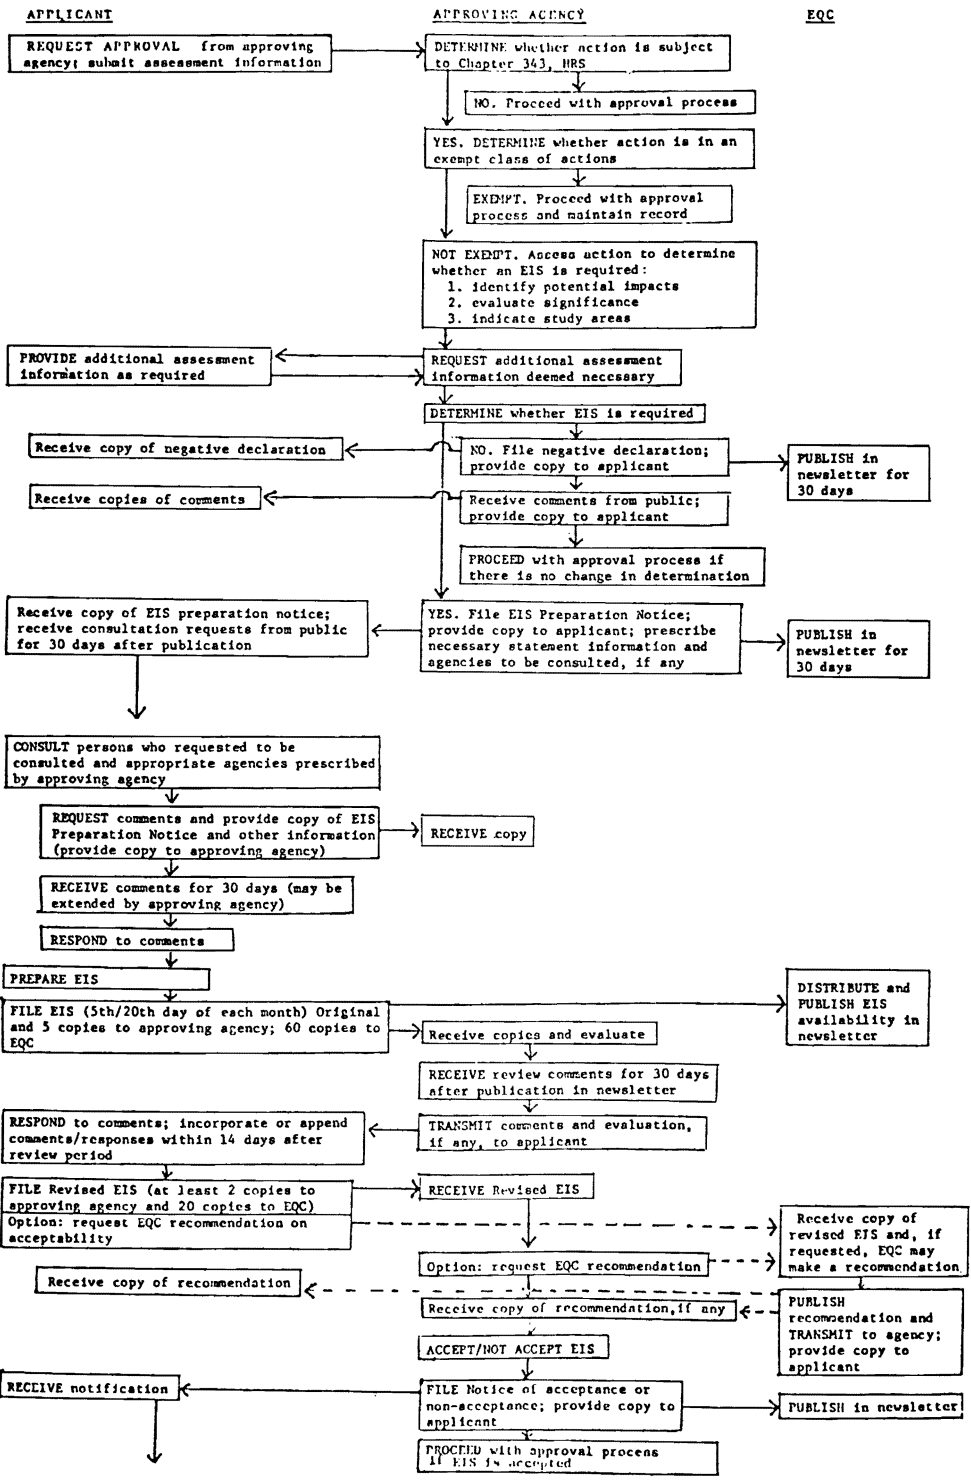 APPLICANT
APPROVING AGENCY
EQC
REQUEST APPROVAL from approving
agency; submit assessment information
DETERMINE whether action is subject
to Chapter 343, HRS
NO. Proceed with approval process
YES. DETERMINE whether action is in an
exempt class of actions
EXEMPT. Proceed with approval
process and maintain record
NOT EXEMPT. Access action to determine
whether an EIS is required:
1. identify potential impacts
2. evaluate significance
3. indicate study areas
PROVIDE additional assessment
information as required
REQUEST additional assessment
information deemed necessary
DETERMINE whether EIS is required
Receive copy of negative declaration
NO. File negative declaration;
provide copy to applicant
PUBLISH in
newsletter for
30 days
Receive copies of comments
Receive comments from public;
provide copy to applicant
PROCEED with approval process if
there is no change in determination
Receive copy of EIS preparation notice;
receive consultation requests from public
for 30 days after publication
YES. File EIS Preparation Notice;
provide copy to applicant; prescribe
necessary statement information and
agencies to be consulted, if any
PUBLISH in
newsletter for
30 days
CONSULT persons who requested to be
consulted and appropriate agencies prescribed
by approving agency
REQUEST comments and provide copy of EIS
Preparation Notice and other information
(provide copy to approving agency)
RECEIVE copy
RECEIVE comments for 30 days (may be
extended by approving agency)
RESPOND to comments
PREPARE EIS
FILE EIS (5th/20th day of each month) Original
and 5 copies to approving agency; 60 copies to
EQC
DISTRIBUTE and
PUBLISH EIS
availability in
newsletter
Receive copies and evaluate
RECEIVE review comments for 30 days
after publication in newsletter
RESPOND to comments; incorporate or append
comments/responses within 14 days after
review period
TRANSMIT comments and evaluation,
if any, to applicant
FILE Revised EIS (at least 2 copies to
approving agency and 20 copies to EQC)
Option: request EQC recommendation on
acceptability
RECEIVE Revised EIS
Receive copy of
revised EIS and, if
requested, EQC may
make a recommendation
Option: request EQC recommendation
Receive copy of recommendation
Receive copy of recommendation, if any
PUBLISH
recommendation and
TRANSMIT to agency;
provide copy to
applicant
ACCEPT/NOT ACCEPT EIS
RECEIVE notification
FILE Notice of acceptance or
non-acceptance; provide copy to
applicant
PUBLISH in newsletter
PROCEED with approval process
if EIS is accepted